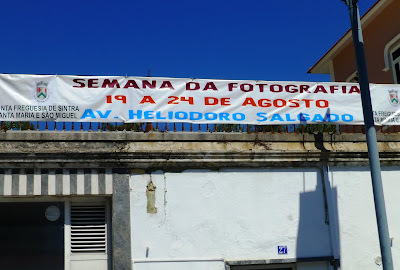 SEMANA DA FOTOGRAFIA
19 A 24 DE AGOSTO
AV. HELIODORO SALGADO
NTA FREGUESIA DE SINTRA
ANTA MARIA E SÃO MIGUEL
27